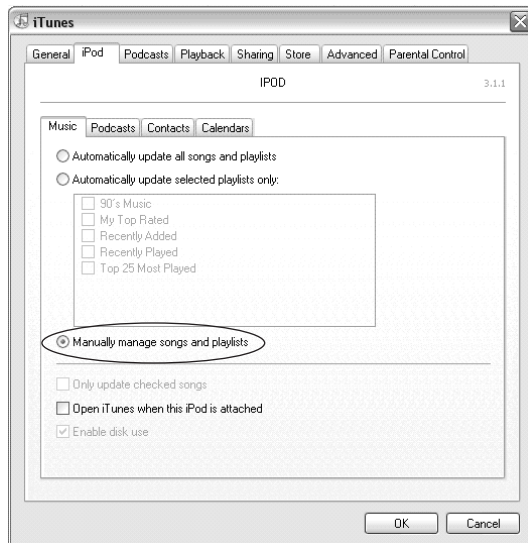 iTunes
General iPod Podcasts Playback Sharing Store Advanced Parental Control
IPOD 3.1.1
Music Podcasts Contacts Calendars
Automatically update all songs and playlists
Automatically update selected playlists only:
90's Music
My Top Rated
Recently Added
Recently Played
Top 25 Most Played
Manually manage songs and playlists
Only update checked songs
Open iTunes when this iPod is attached
Enable disk use
OK Cancel